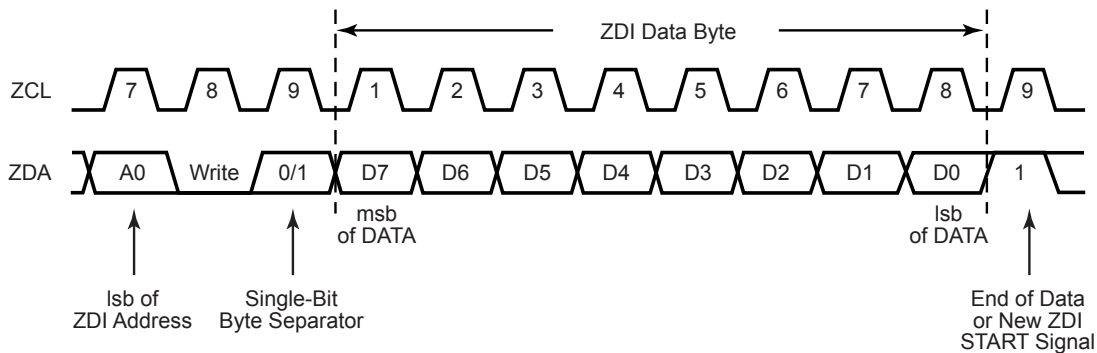 ZDI Data Byte
ZCL 7 8 9 1 2 3 4 5 6 7 8 9
ZDA A0 Write 0/1 D7 D6 D5 D4 D3 D2 D1 D0 1
msb
of DATA
lsb
of DATA
lsb of
ZDI Address
Single-Bit
Byte Separator
End of Data
or New ZDI
START Signal